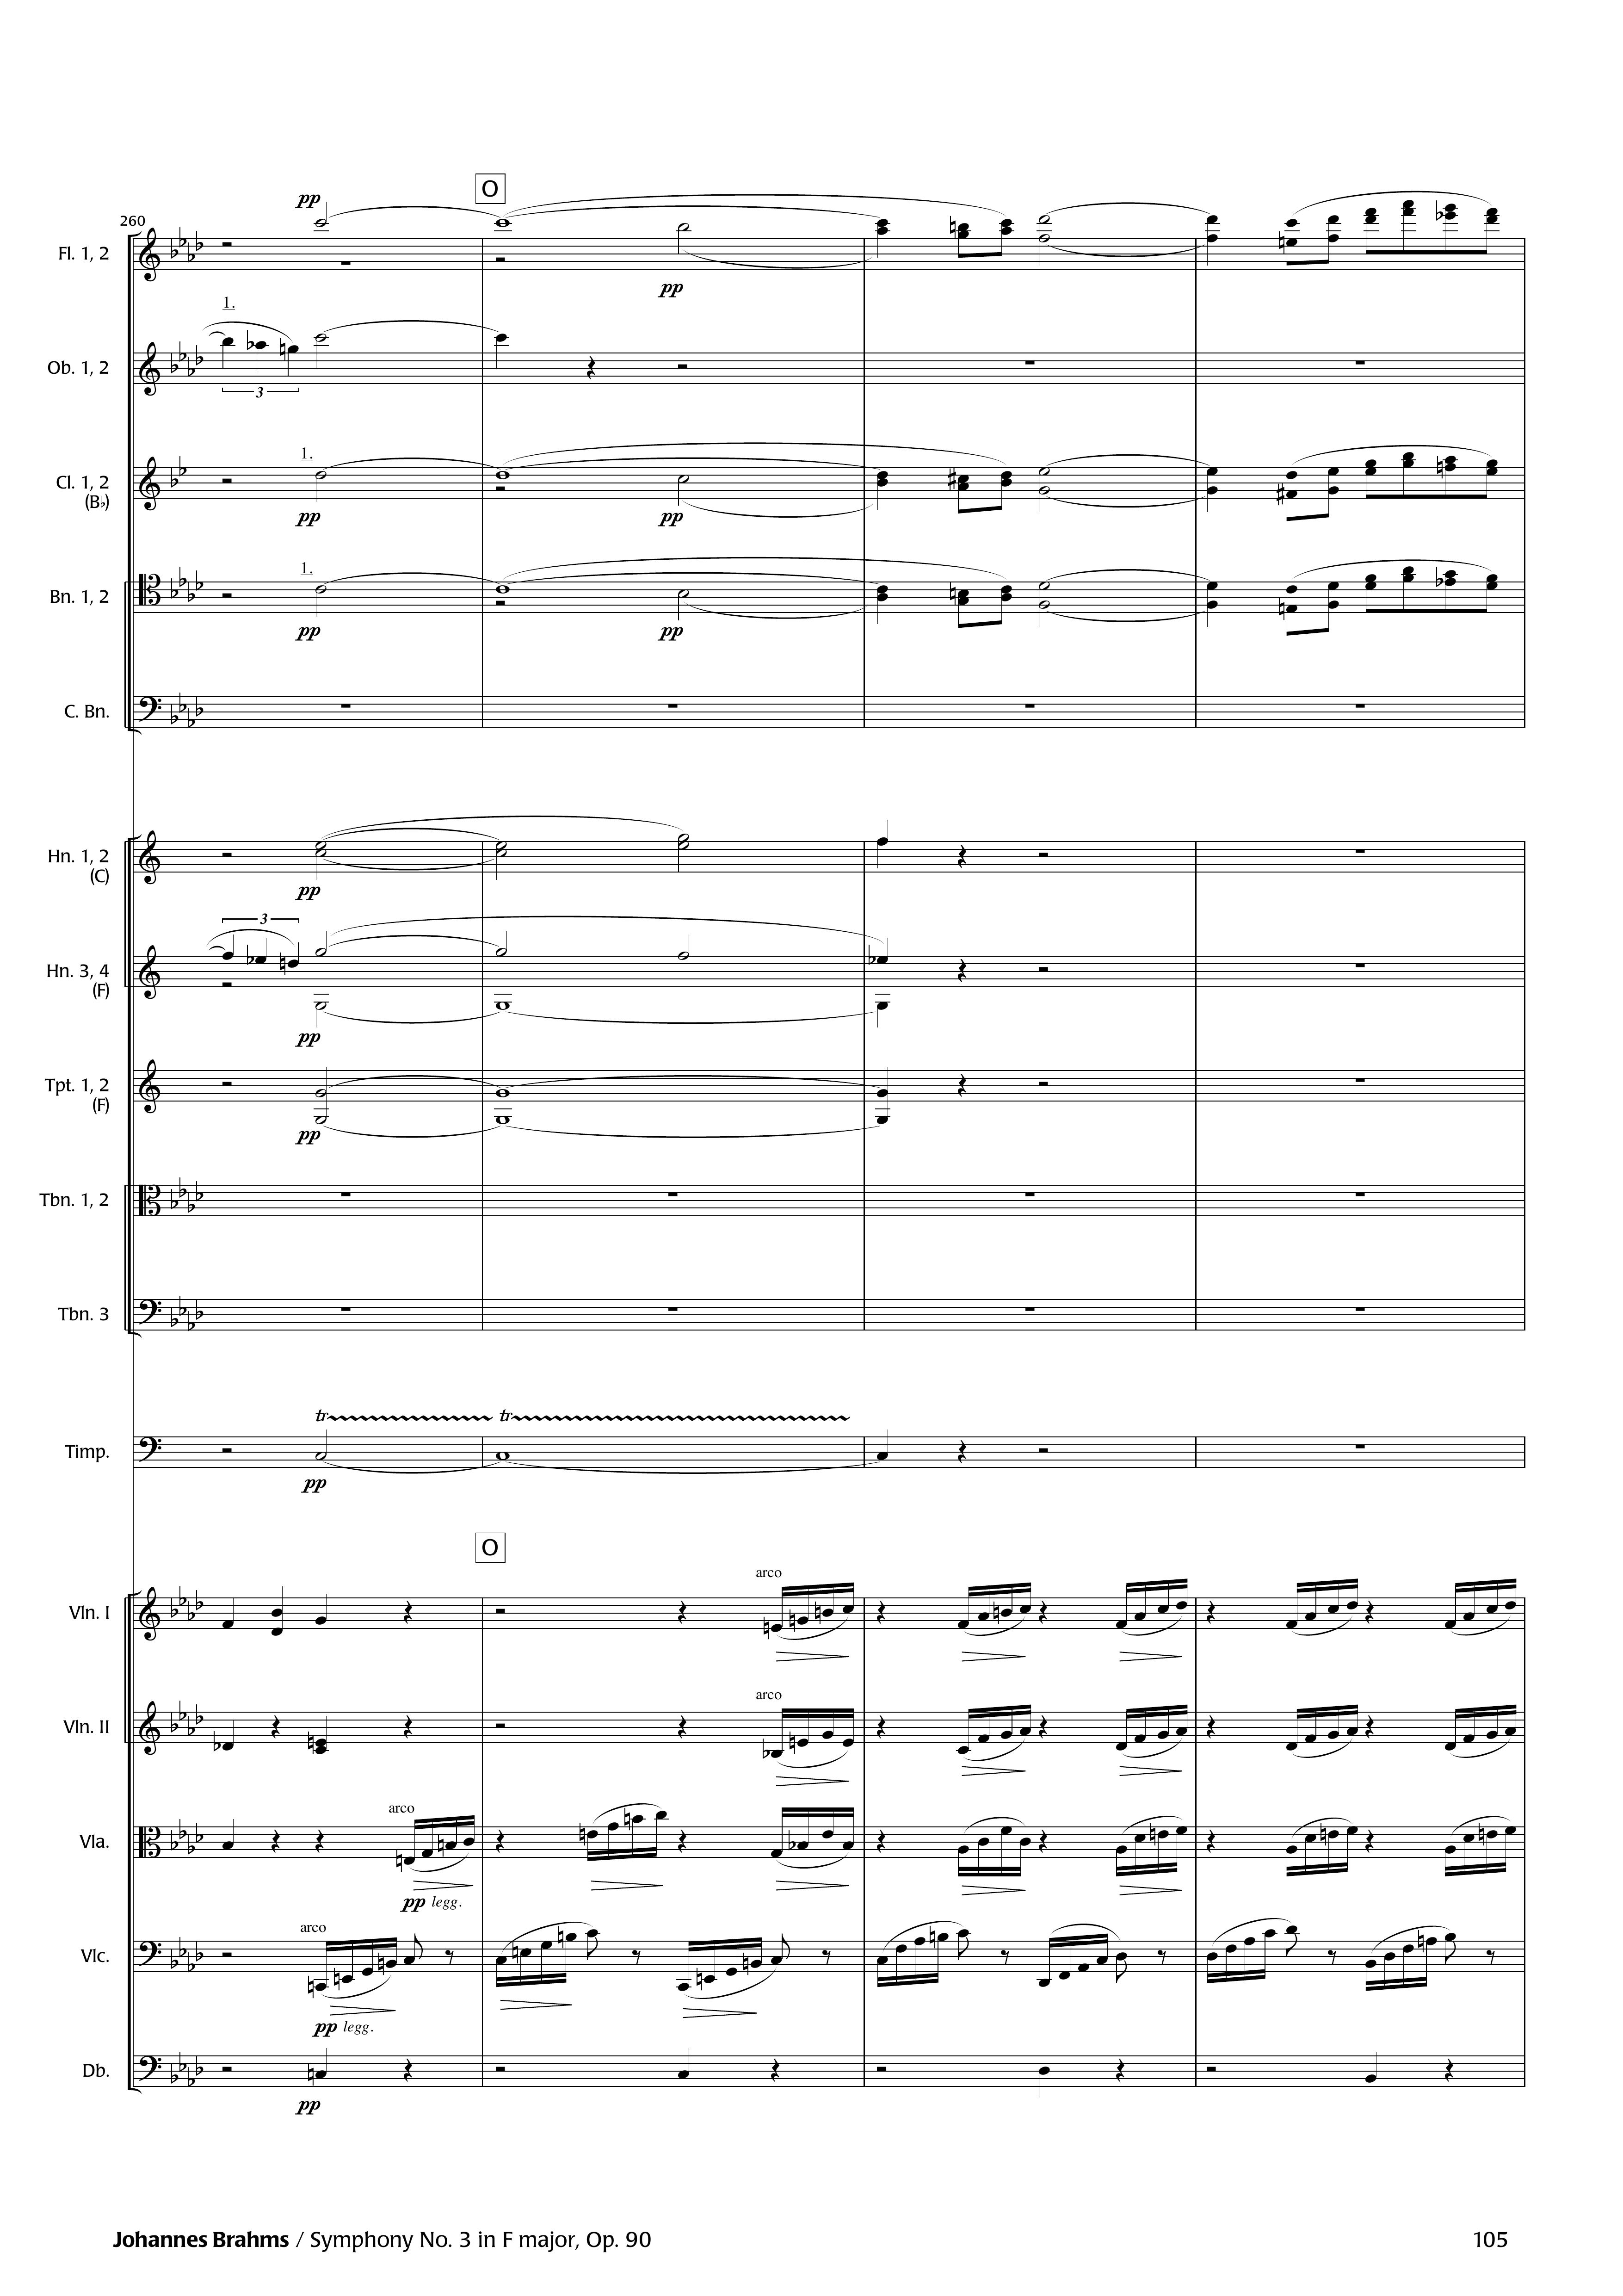 pp
O
260
Fl. 1, 2
pp
1.
Ob. 1, 2
3
1.
Cl. 1, 2
(B♭)
pp
pp
1.
Bn. 1, 2
pp
pp
C. Bn.
Hn. 1, 2
(C)
pp
3
Hn. 3, 4
(F)
pp
Tpt. 1, 2
(F)
pp
Tbn. 1, 2
Tbn. 3
tr tr
Timp.
pp
O
arco
Vln. I
arco
Vln. II
arco
Vla.
pp legg.
arco
Vlc.
pp legg.
Db.
pp
Johannes Brahms / Symphony No. 3 in F major, Op. 90
105